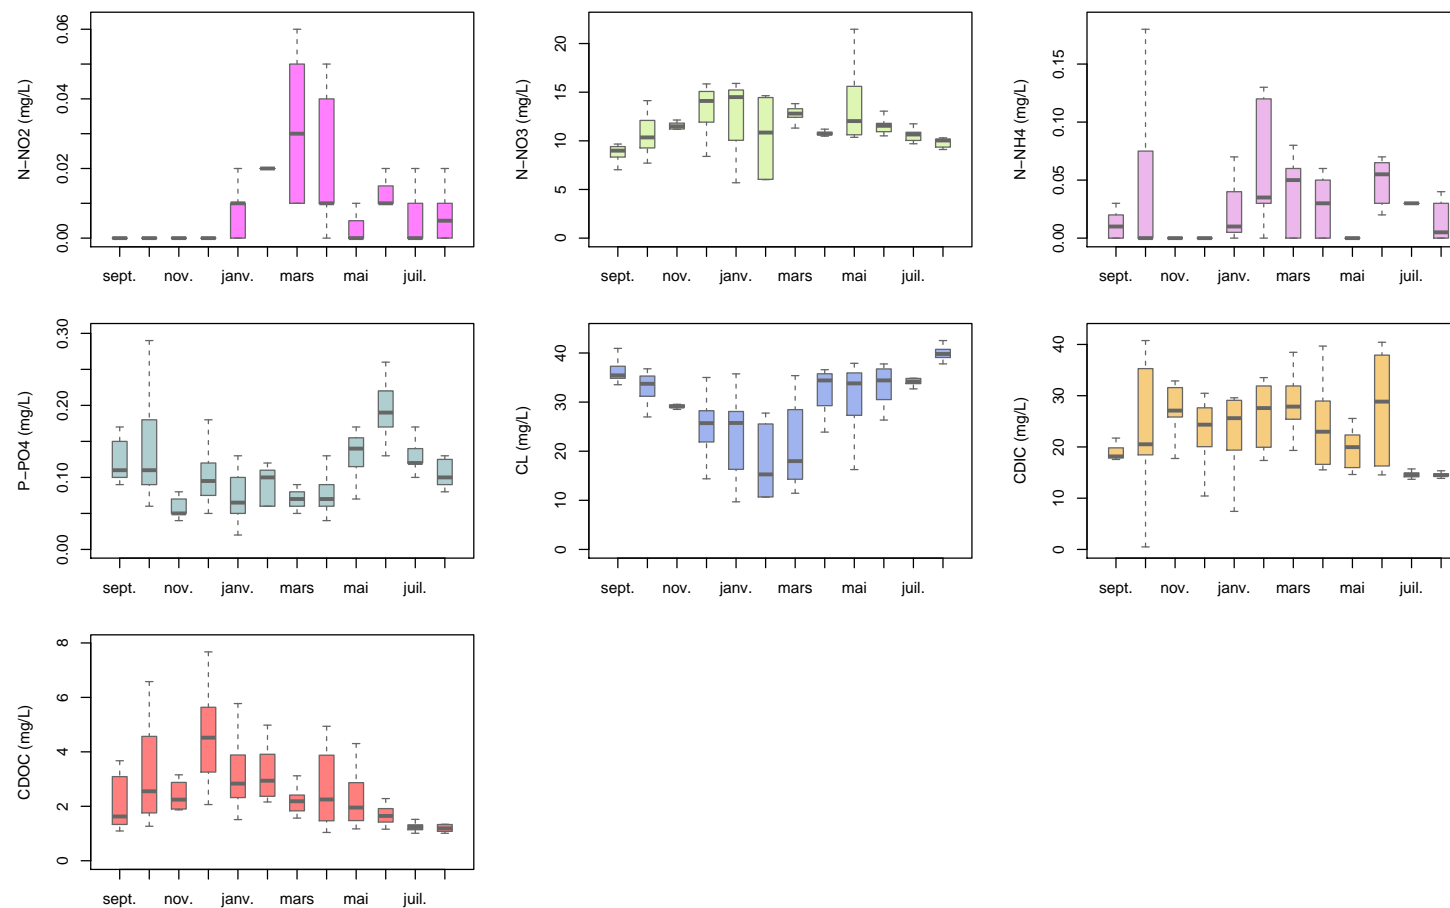 N−NO2 (mg/L)
0.00
0.02
0.04
0.06
sept.
nov.
janv.
mars
mai
juil.
N−NO3 (mg/L)
0
5
10
15
20
sept.
nov.
janv.
mars
mai
juil.
N−NH4 (mg/L)
0.00
0.05
0.10
0.15
sept.
nov.
janv.
mars
mai
juil.
P−PO4 (mg/L)
0.00
0.10
0.20
0.30
sept.
nov.
janv.
mars
mai
juil.
CL (mg/L)
0
10
20
30
40
sept.
nov.
janv.
mars
mai
juil.
CDIC (mg/L)
0
10
20
30
40
sept.
nov.
janv.
mars
mai
juil.
CDOC (mg/L)
0
2
4
6
8
sept.
nov.
janv.
mars
mai
juil.